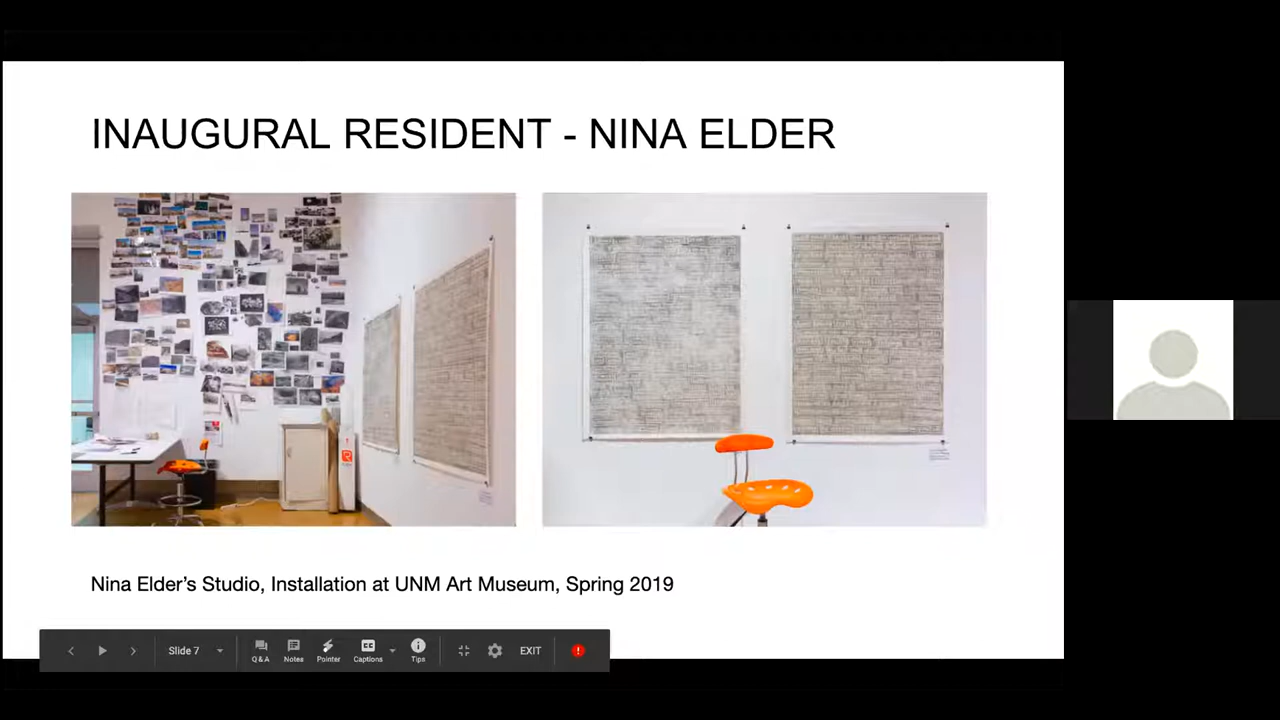 INAUGURAL RESIDENT - NINA ELDER
Nina Elder's Studio, Installation at UNM Art Museum, Spring 2019
Slide 7
Q & A
Notes
Pointer
CC
Captions
Tips
EXIT